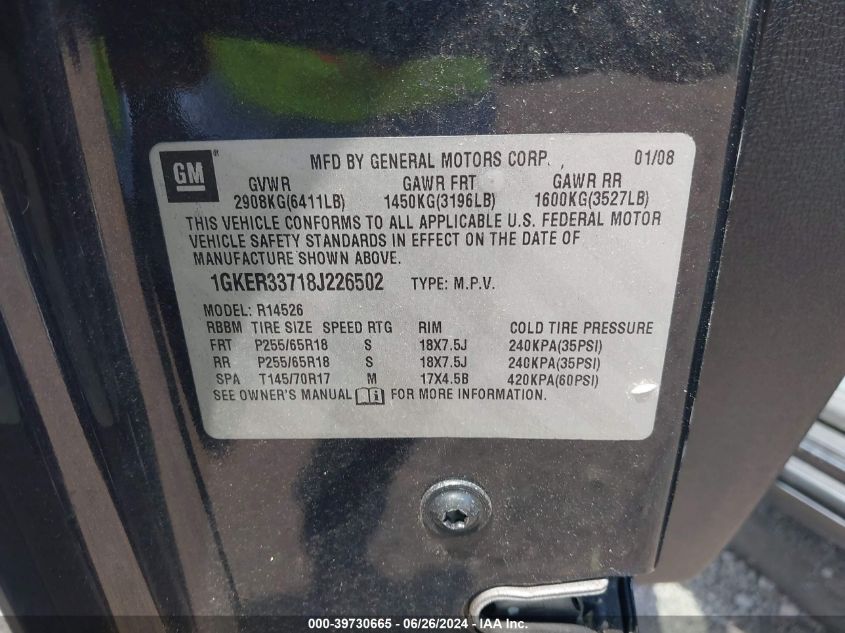 GM ® MFD BY GENERAL MOTORS CORP. , 01/08
GVWR GAWR FRT GAWR RR
2908KG(6411LB) 1450KG(3196LB) 1600KG(3527LB)
THIS VEHICLE CONFORMS TO ALL APPLICABLE U.S. FEDERAL MOTOR
VEHICLE SAFETY STANDARDS IN EFFECT ON THE DATE OF
MANUFACTURE SHOWN ABOVE.
1GKER33718J226502 TYPE: M.P.V.
MODEL: R14526
RBBM TIRE SIZE SPEED RTG RIM COLD TIRE PRESSURE
FRT P255/65R18 S 18X7.5J 240KPA(35PSI)
RR P255/65R18 S 18X7.5J 240KPA(35PSI)
SPA T145/70R17 M 17X4.5B 420KPA(60PSI)
SEE OWNER'S MANUAL FOR MORE INFORMATION.
000-39730665 / 06/26/2024 - IAA Inc.